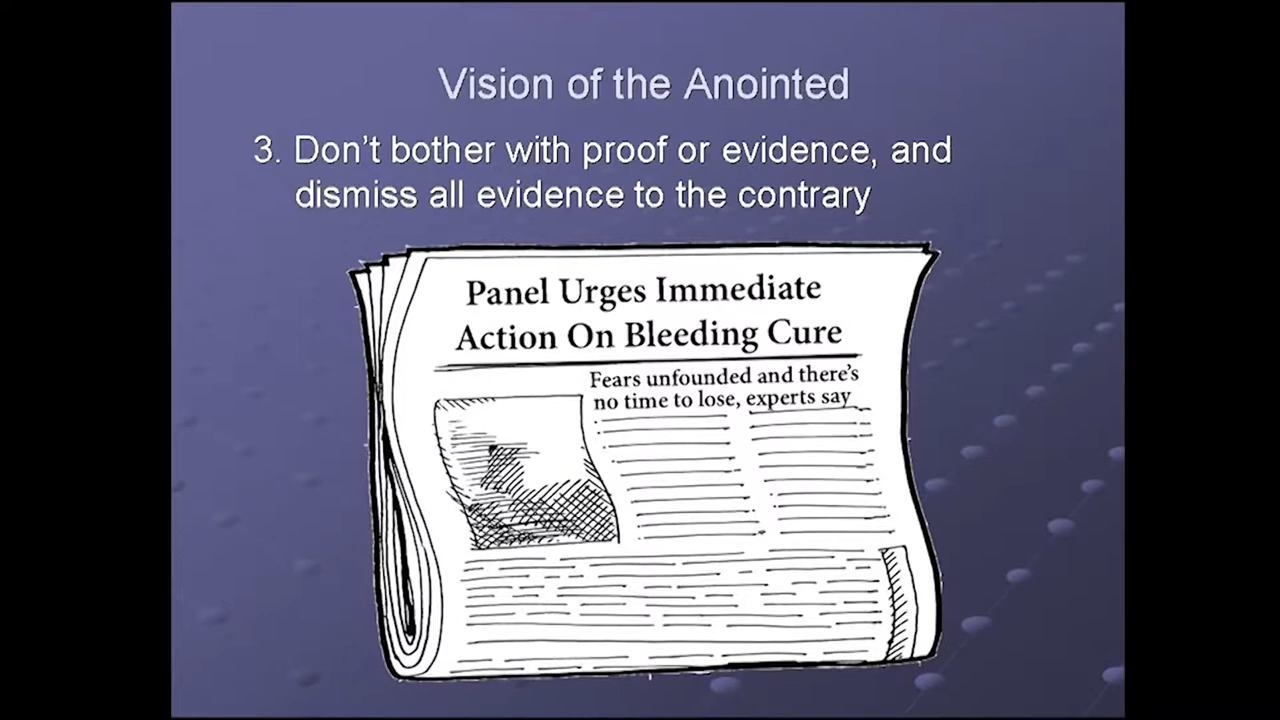 Vision of the Anointed
3. Don't bother with proof or evidence, and
dismiss all evidence to the contrary
Panel Urges Immediate
Action On Bleeding Cure
Fears unfounded and there's
no time to lose, experts say